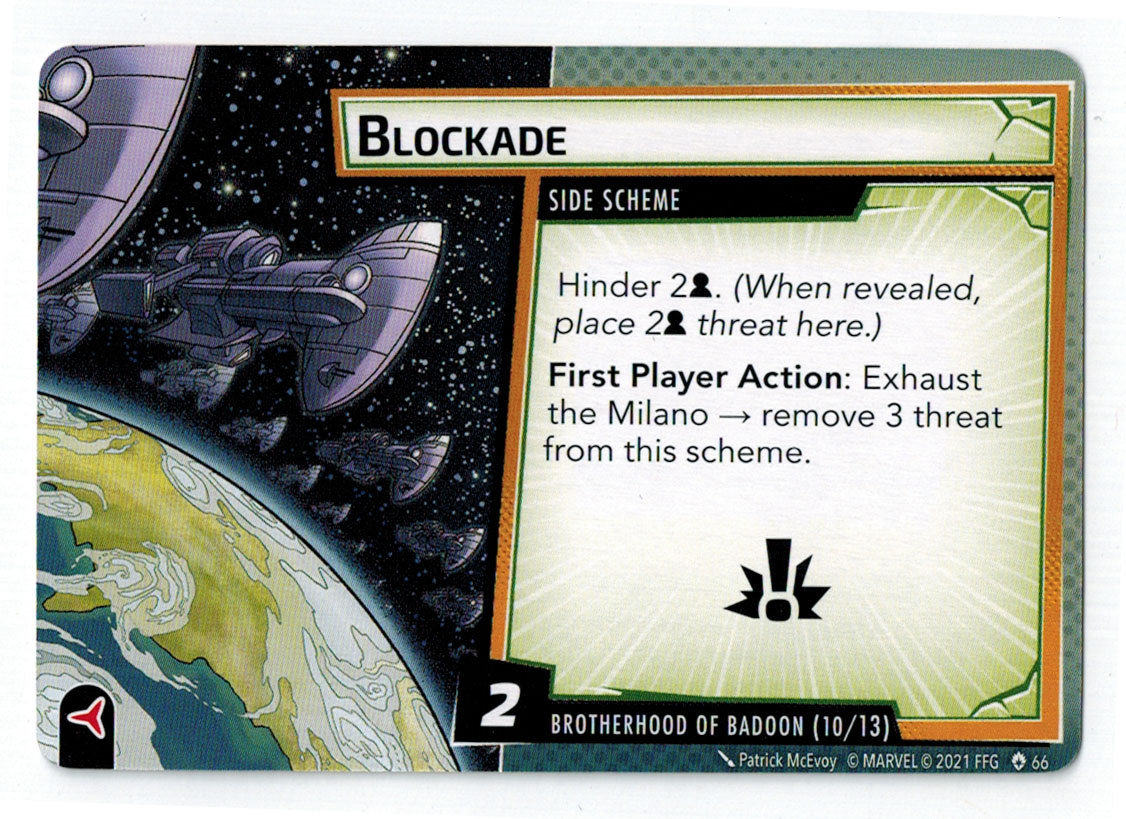 BLOCKADE
SIDE SCHEME
Hinder 2. (When revealed,
place 2 threat here.)
First Player Action: Exhaust
the Milano → remove 3 threat
from this scheme.
2
BROTHERHOOD OF BADOON (10/13)
Patrick McEvoy © MARVEL © 2021 FFG 66